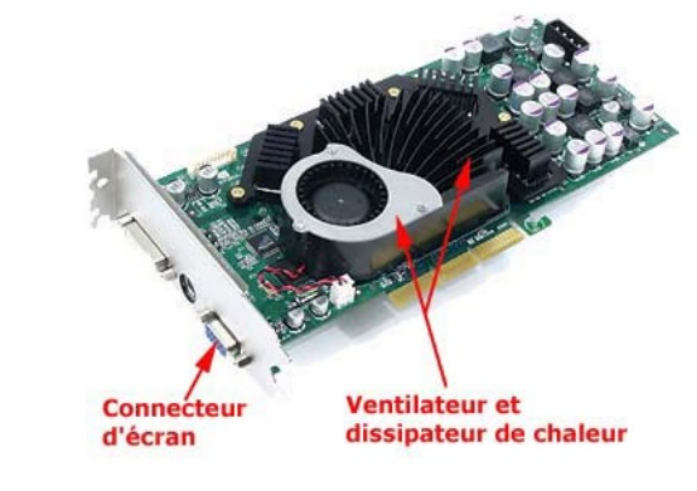 Connecteur
d'écran
Ventilateur et
dissipateur de chaleur